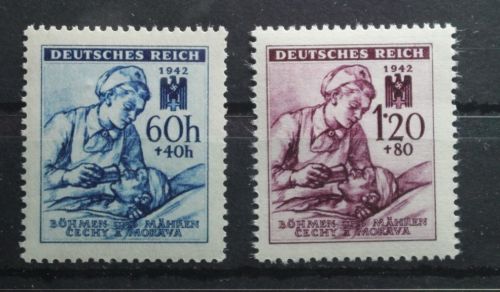 DEUTSCHES REICH
1942
60h
+40h
BÖHMEN UND MÄHREN
ČECHY A MORAVA
DEUTSCHES REICH
1942
1·20
+80
BÖHMEN UND MÄHREN
ČECHY A MORAVA